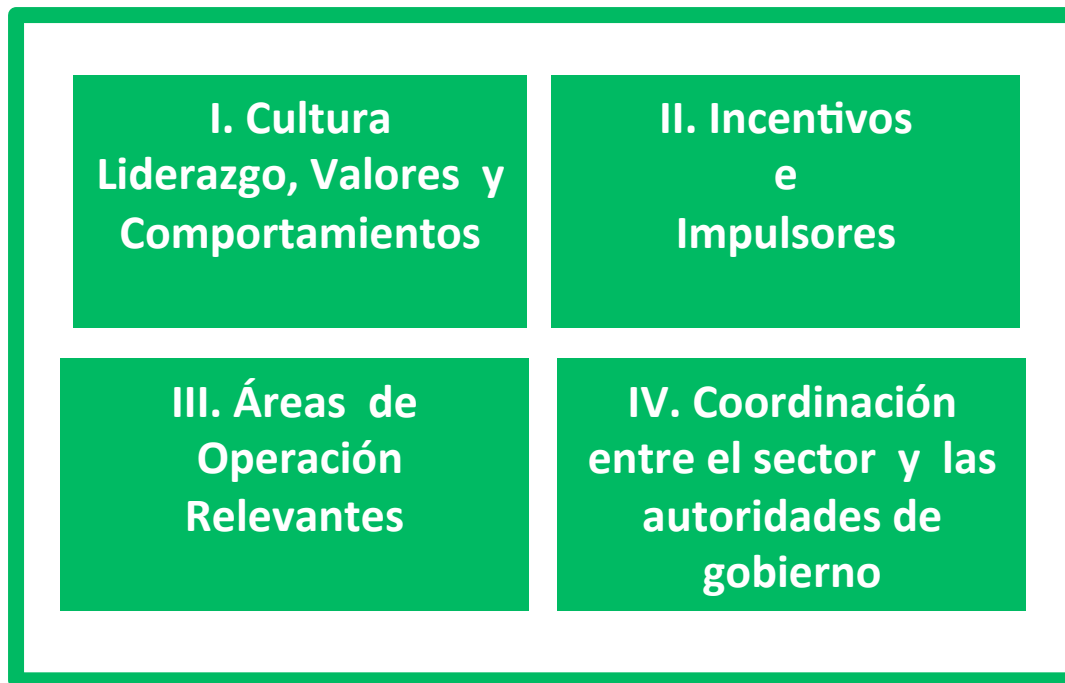 I. Cultura
Liderazgo, Valores y
Comportamientos
II. Incentivos
e
Impulsores
III. Áreas de
Operación
Relevantes
IV. Coordinación
entre el sector y las
autoridades de
gobierno